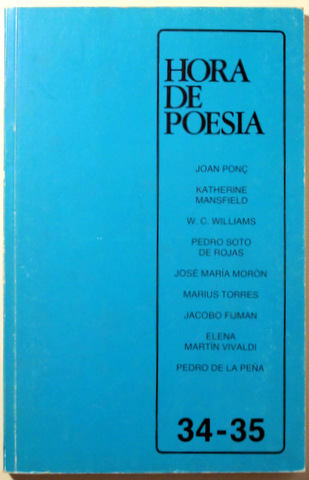 HORA
DE
POESIA
JOAN PONÇ
KATHERINE
MANSFIELD
W. C. WILLIAMS
PEDRO SOTO
DE ROJAS
JOSÉ MARÍA MORÓN
MARIUS TORRES
JACOBO FIJMAN
ELENA
MARTÍN VIVALDI
PEDRO DE LA PEÑA
34-35